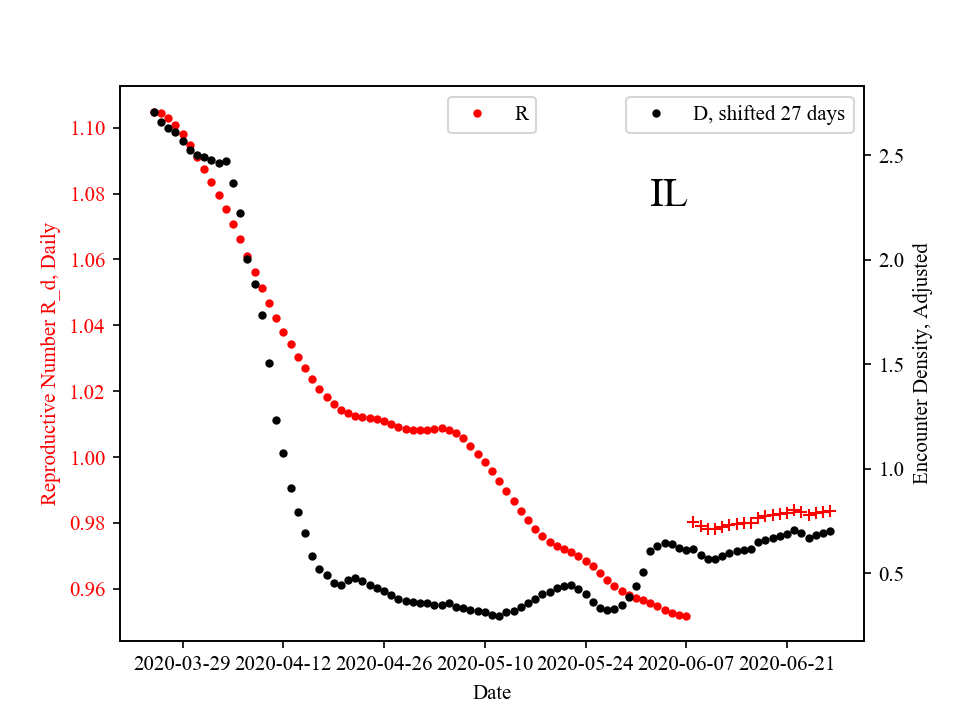 R
D, shifted 27 days
IL
Reproductive Number R_d, Daily
1.10
1.08
1.06
1.04
1.02
1.00
0.98
0.96
2.5
2.0
1.5
1.0
0.5
Encounter Density, Adjusted
2020-03-29 2020-04-12 2020-04-26 2020-05-10 2020-05-24 2020-06-07 2020-06-21
Date